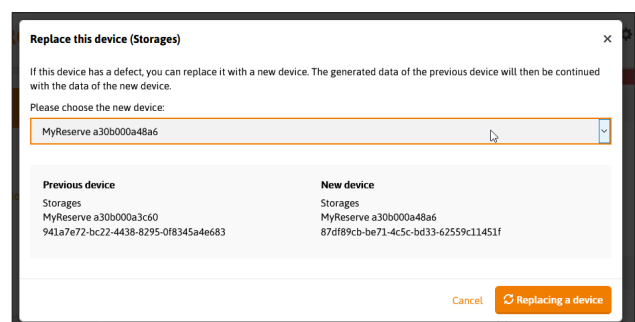 Replace this device (Storages)
If this device has a defect, you can replace it with a new device. The generated data of the previous device will then be continued
with the data of the new device.
Please choose the new device:
MyReserve a30b000a48a6
Previous device
Storages
MyReserve a30b000a3c60
941a7e72-bc22-4438-8295-0f8345a4e683
New device
Storages
MyReserve a30b000a48a6
87df89cb-be71-4c5c-bd33-62559c11451f
Cancel
Replacing a device